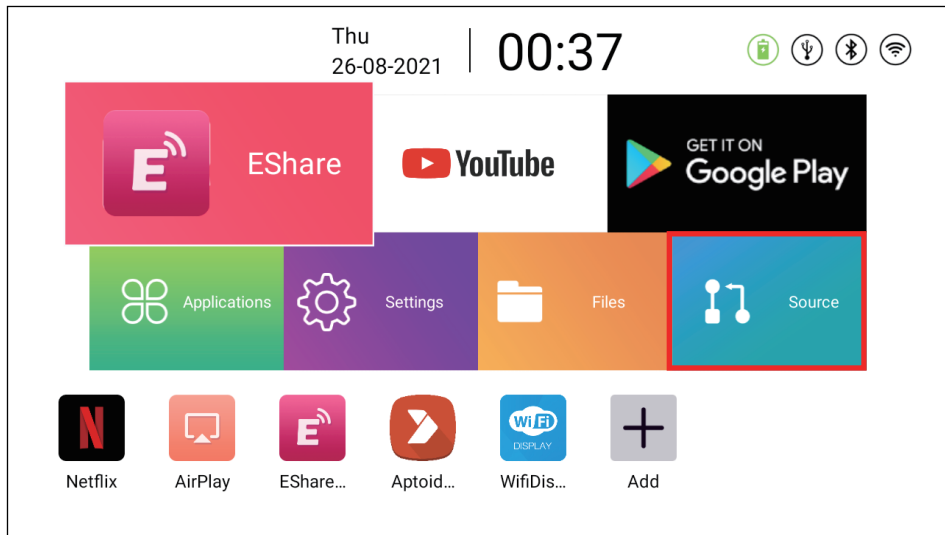 Thu
26-08-2021
00:37
E
EShare
YouTube
GET IT ON
Google Play
Applications
Settings
Files
Source
N
E
WiFi
DISPLAY
Netflix
AirPlay
EShare...
Aptoid...
WifiDis...
Add